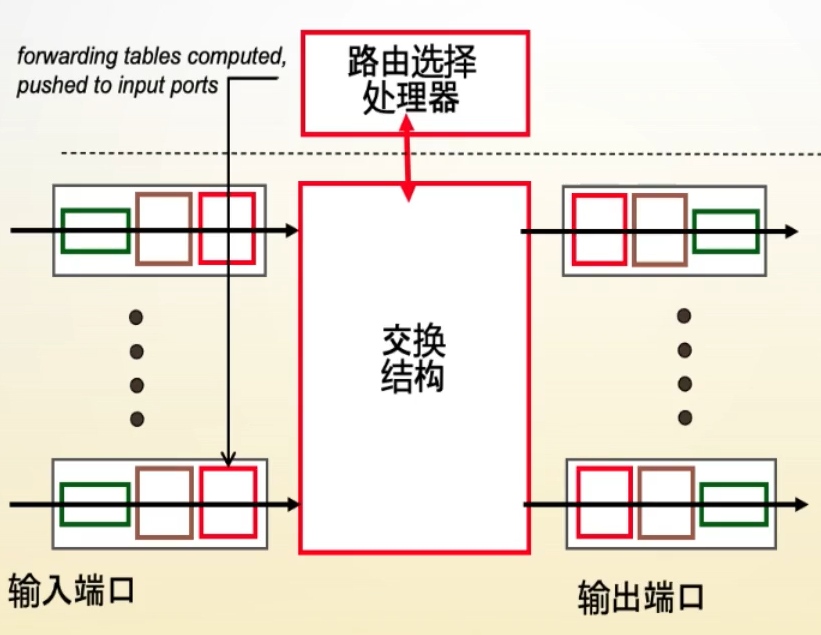 forwarding tables computed,
pushed to input ports
路由选择
处理器
交换
结构
输入端口
输出端口